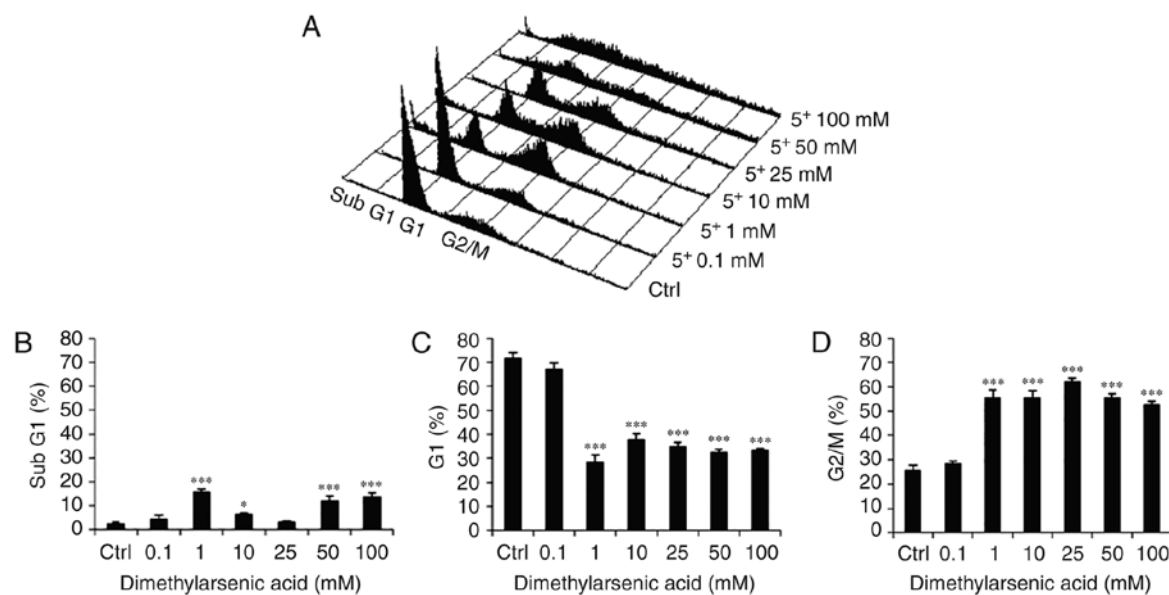 A
5⁺ 100 mM
5⁺ 50 mM
5⁺ 25 mM
5⁺ 10 mM
5⁺ 1 mM
5⁺ 0.1 mM
Ctrl
Sub G1 G1 G2/M
B
Sub G1 (%)
80
70
60
50
40
30
20
10
0
*** * *** ***
Ctrl 0.1 1 10 25 50 100
Dimethylarsenic acid (mM)
C
G1 (%)
80
70
60
50
40
30
20
10
0
*** *** *** *** ***
Ctrl 0.1 1 10 25 50 100
Dimethylarsenic acid (mM)
D
G2/M (%)
80
70
60
50
40
30
20
10
0
*** *** *** *** ***
Ctrl 0.1 1 10 25 50 100
Dimethylarsenic acid (mM)